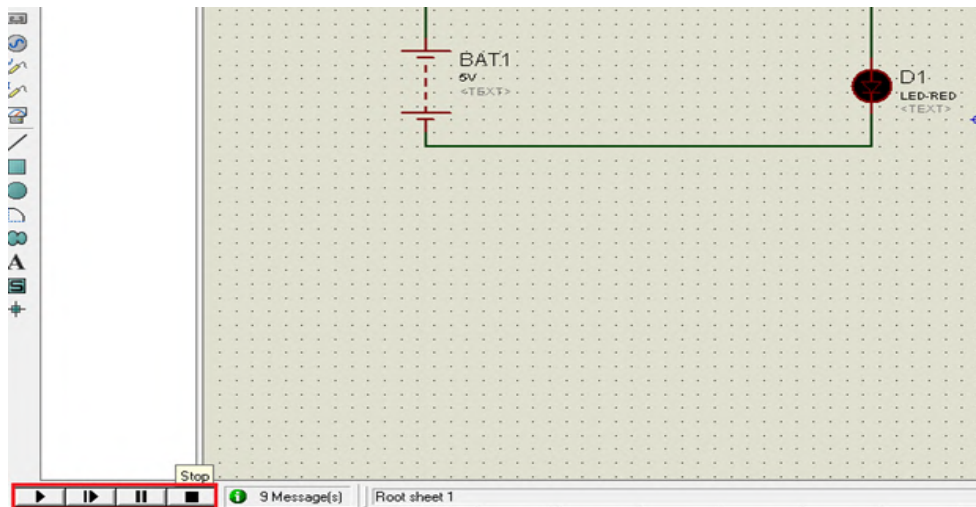 BAT1
5V
<TEXT>
D1
LED-RED
<TEXT>
A
S
Stop
9 Message(s)
Root sheet 1